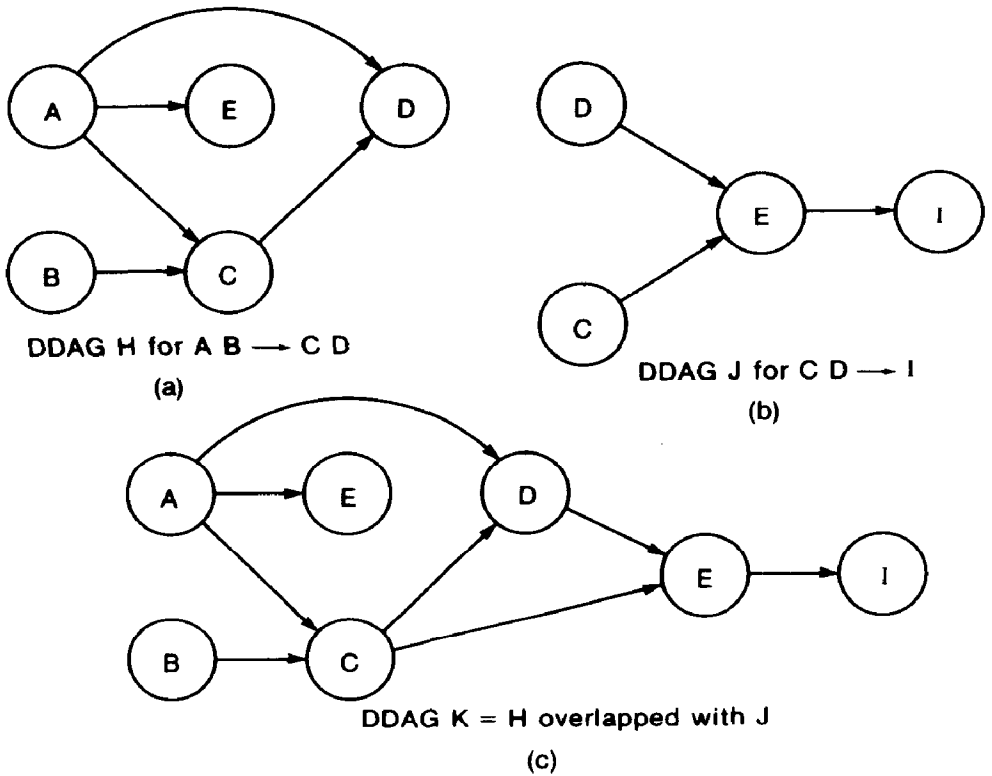 A
E
D
B
C
DDAG H for A B → C D
(a)
D
E
I
C
DDAG J for C D → I
(b)
A
E
D
E
I
B
C
DDAG K = H overlapped with J
(c)